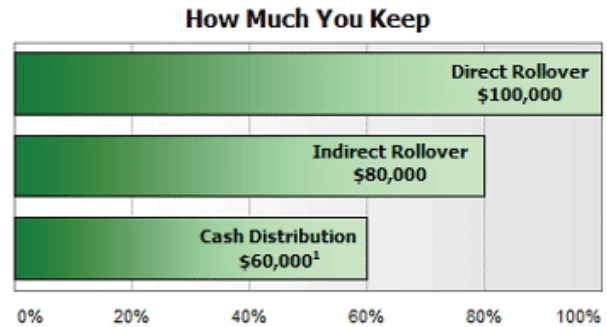 How Much You Keep
Direct Rollover
$100,000
Indirect Rollover
$80,000
Cash Distribution
$60,000¹
0% 20% 40% 60% 80% 100%